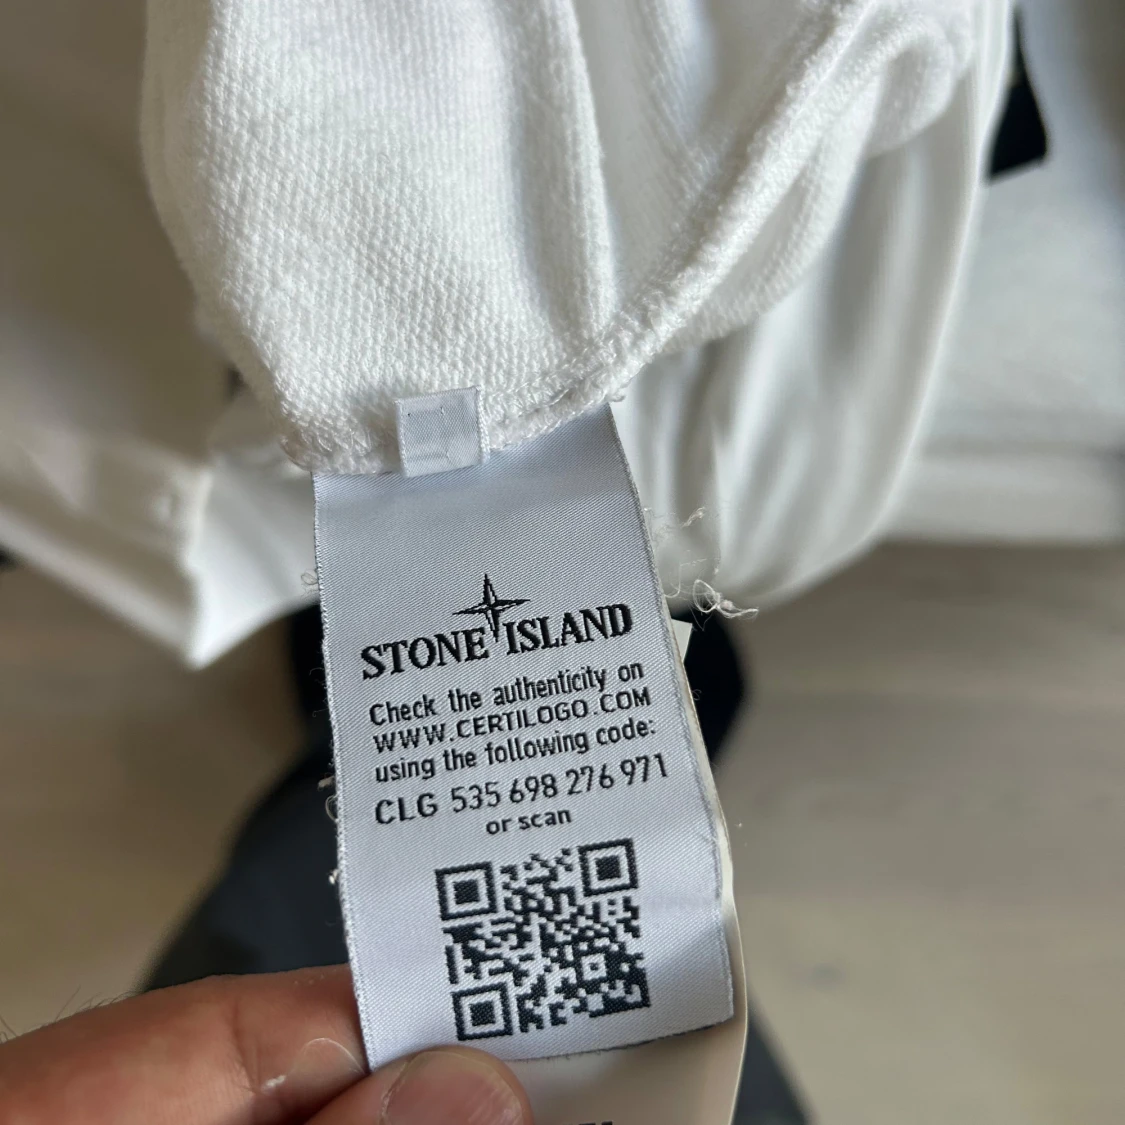 STONE ISLAND
Check the authenticity on
WWW.CERTILOGO.COM
using the following code:
CLG 535 698 276 971
or scan